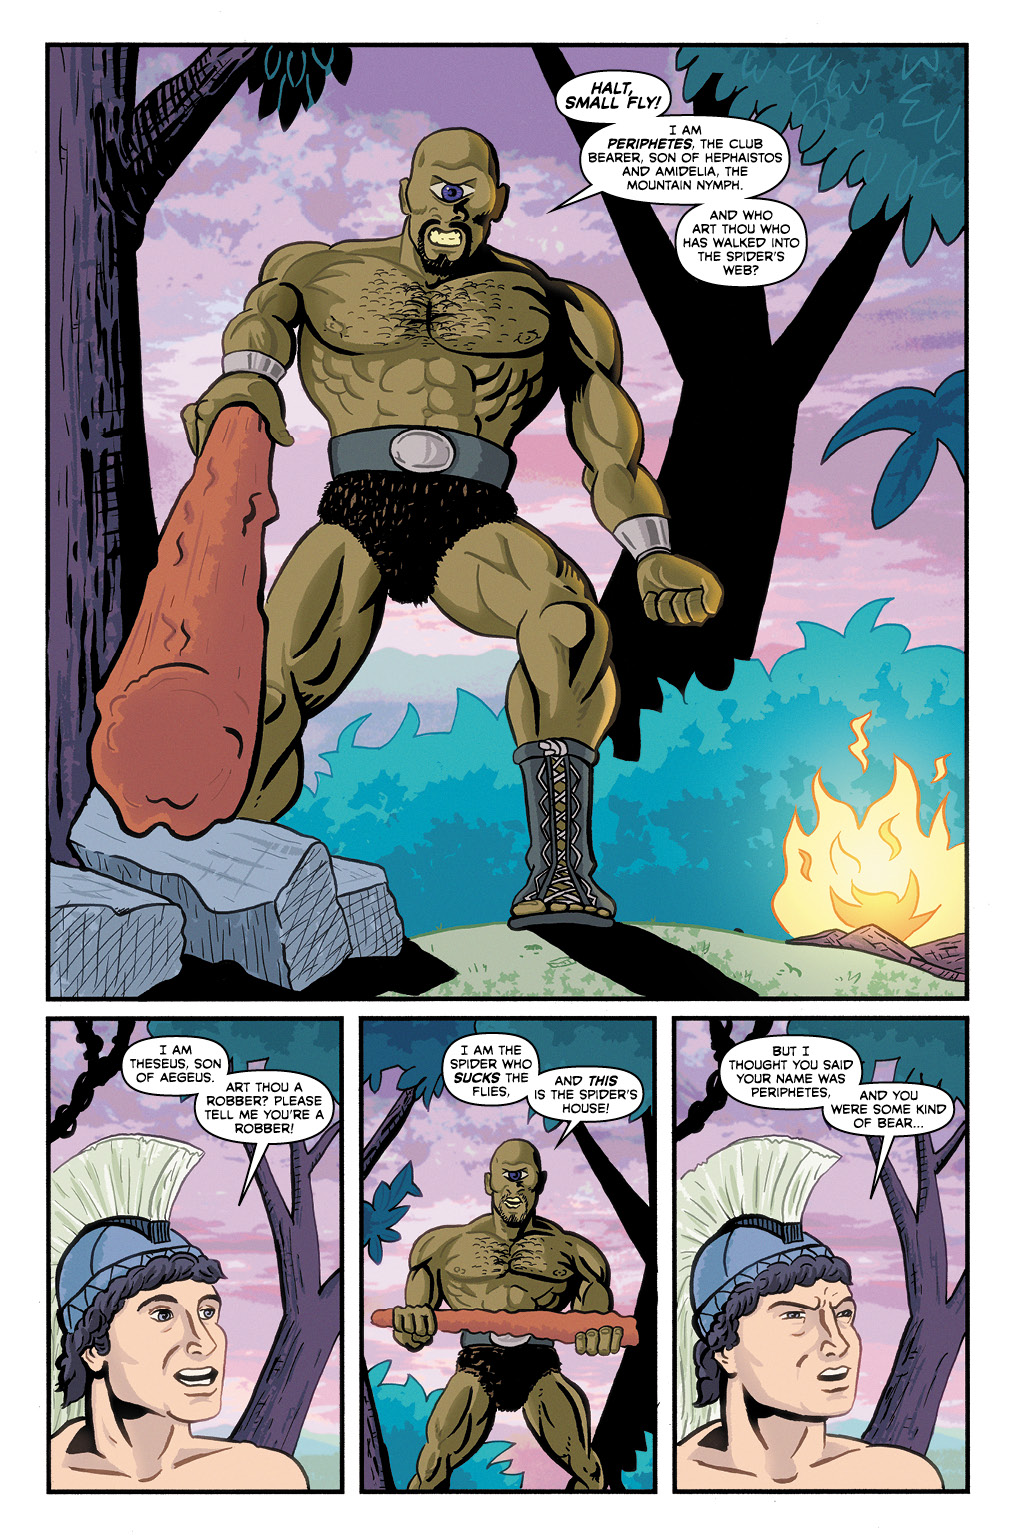 HALT,
SMALL FLY!
I AM
PERIPHETES, THE CLUB
BEARER, SON OF HEPHAISTOS
AND AMIDELIA, THE
MOUNTAIN NYMPH.
AND WHO
ART THOU WHO
HAS WALKED INTO
THE SPIDER'S
WEB?
I AM
THESEUS, SON
OF AEGEUS.
ART THOU A
ROBBER? PLEASE
TELL ME YOU'RE A
ROBBER!
I AM THE
SPIDER WHO
SUCKS THE
FLIES,
AND THIS
IS THE SPIDER'S
HOUSE!
BUT I
THOUGHT YOU SAID
YOUR NAME WAS
PERIPHETES,
AND YOU
WERE SOME KIND
OF BEAR...